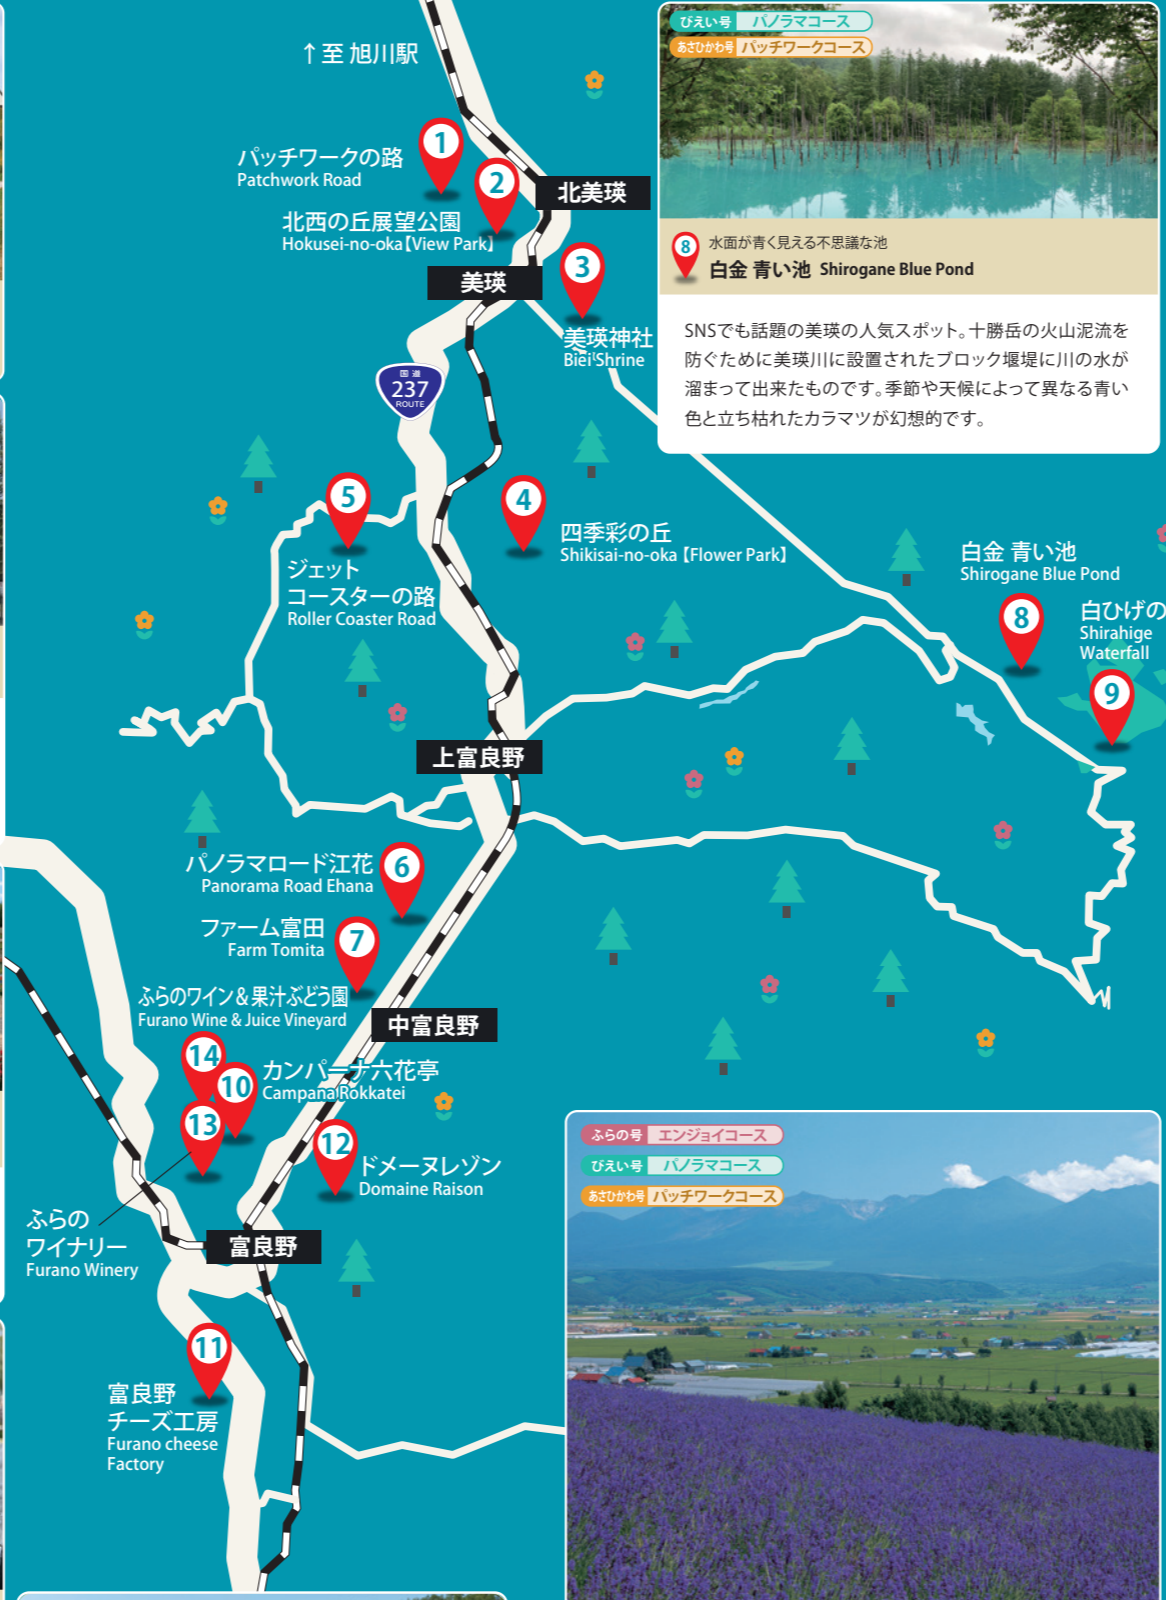 ↑至 旭川駅
1
パッチワークの路
Patchwork Road
2
北西の丘展望公園
Hokusei-no-oka【View Park】
北美瑛
美瑛
3
美瑛神社
Biei Shrine
国道
237
ROUTE
びえい号 パノラマコース
あさひかわ号 パッチワークコース
8
水面が青く見える不思議な池
白金 青い池 Shirogane Blue Pond
SNSでも話題の美瑛の人気スポット。十勝岳の火山泥流を
防ぐために美瑛川に設置されたブロック堰堤に川の水が
溜まって出来たものです。季節や天候によって異なる青い
色と立ち枯れたカラマツが幻想的です。
5
ジェット
コースターの路
Roller Coaster Road
4
四季彩の丘
Shikisai-no-oka【Flower Park】
白金 青い池
Shirogane Blue Pond
8
白ひげの
Shirahige
Waterfall
9
上富良野
6
パノラマロード江花
Panorama Road Ehana
7
ファーム富田
Farm Tomita
ふらのワイン&果汁ぶどう園
Furano Wine & Juice Vineyard
中富良野
14
10
カンパーナ六花亭
Campana Rokkatei
13
12
ドメーヌレゾン
Domaine Raison
ふらの
ワイナリー
Furano Winery
富良野
11
富良野
チーズ工房
Furano cheese
Factory
ふらの号 エンジョイコース
びえい号 パノラマコース
あさひかわ号 パッチワークコース